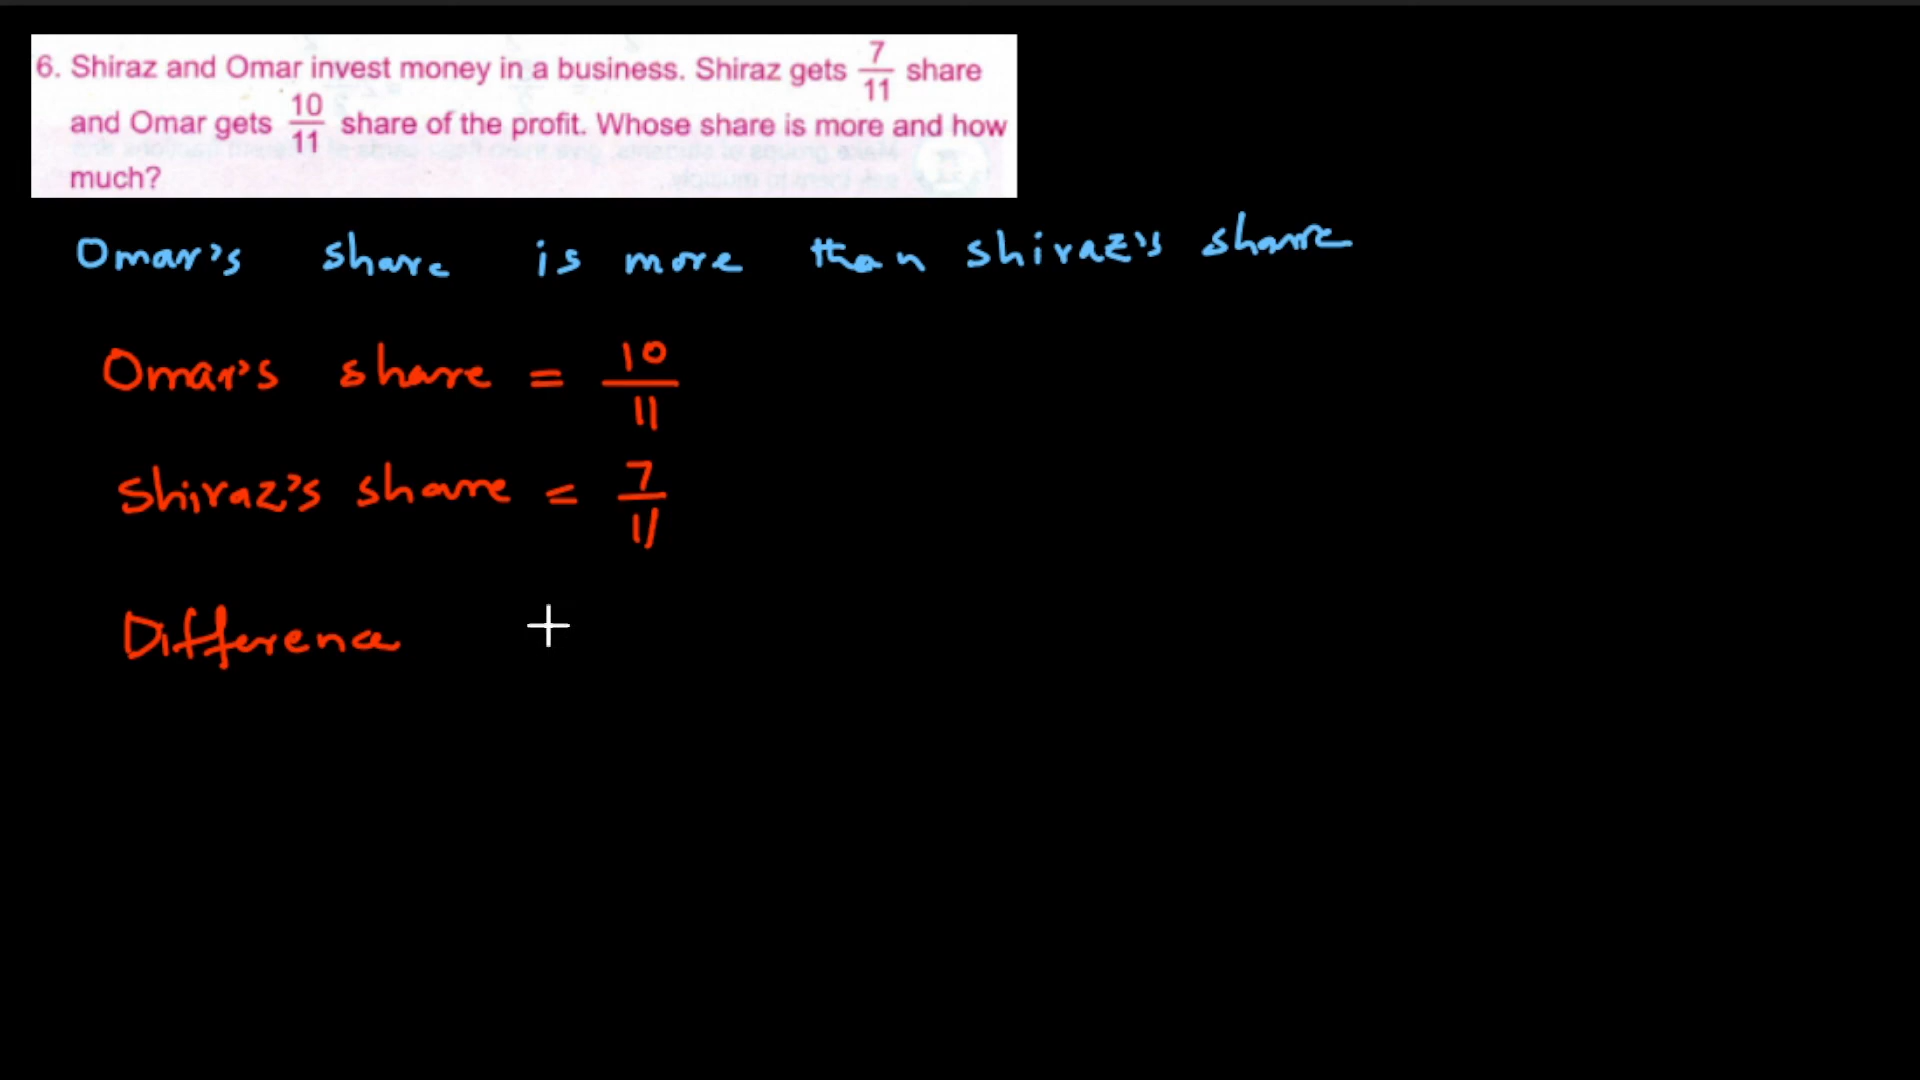 6. Shiraz and Omar invest money in a business. Shiraz gets 7/11 share
and Omar gets 10/11 share of the profit. Whose share is more and how
much?
Omar's share is more than shiraz's share
Omar's share = 10/11
Shiraz's share = 7/11
Difference